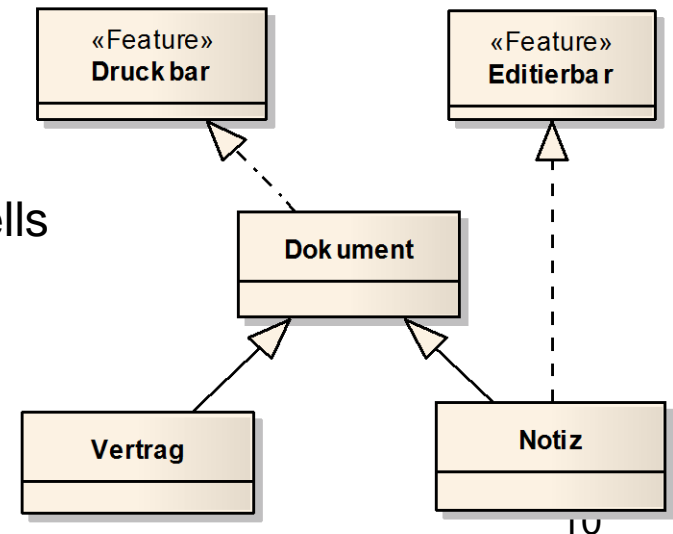 «Feature»
Druckbar
«Feature»
Editierbar
ells
Dokument
Vertrag
Notiz
10